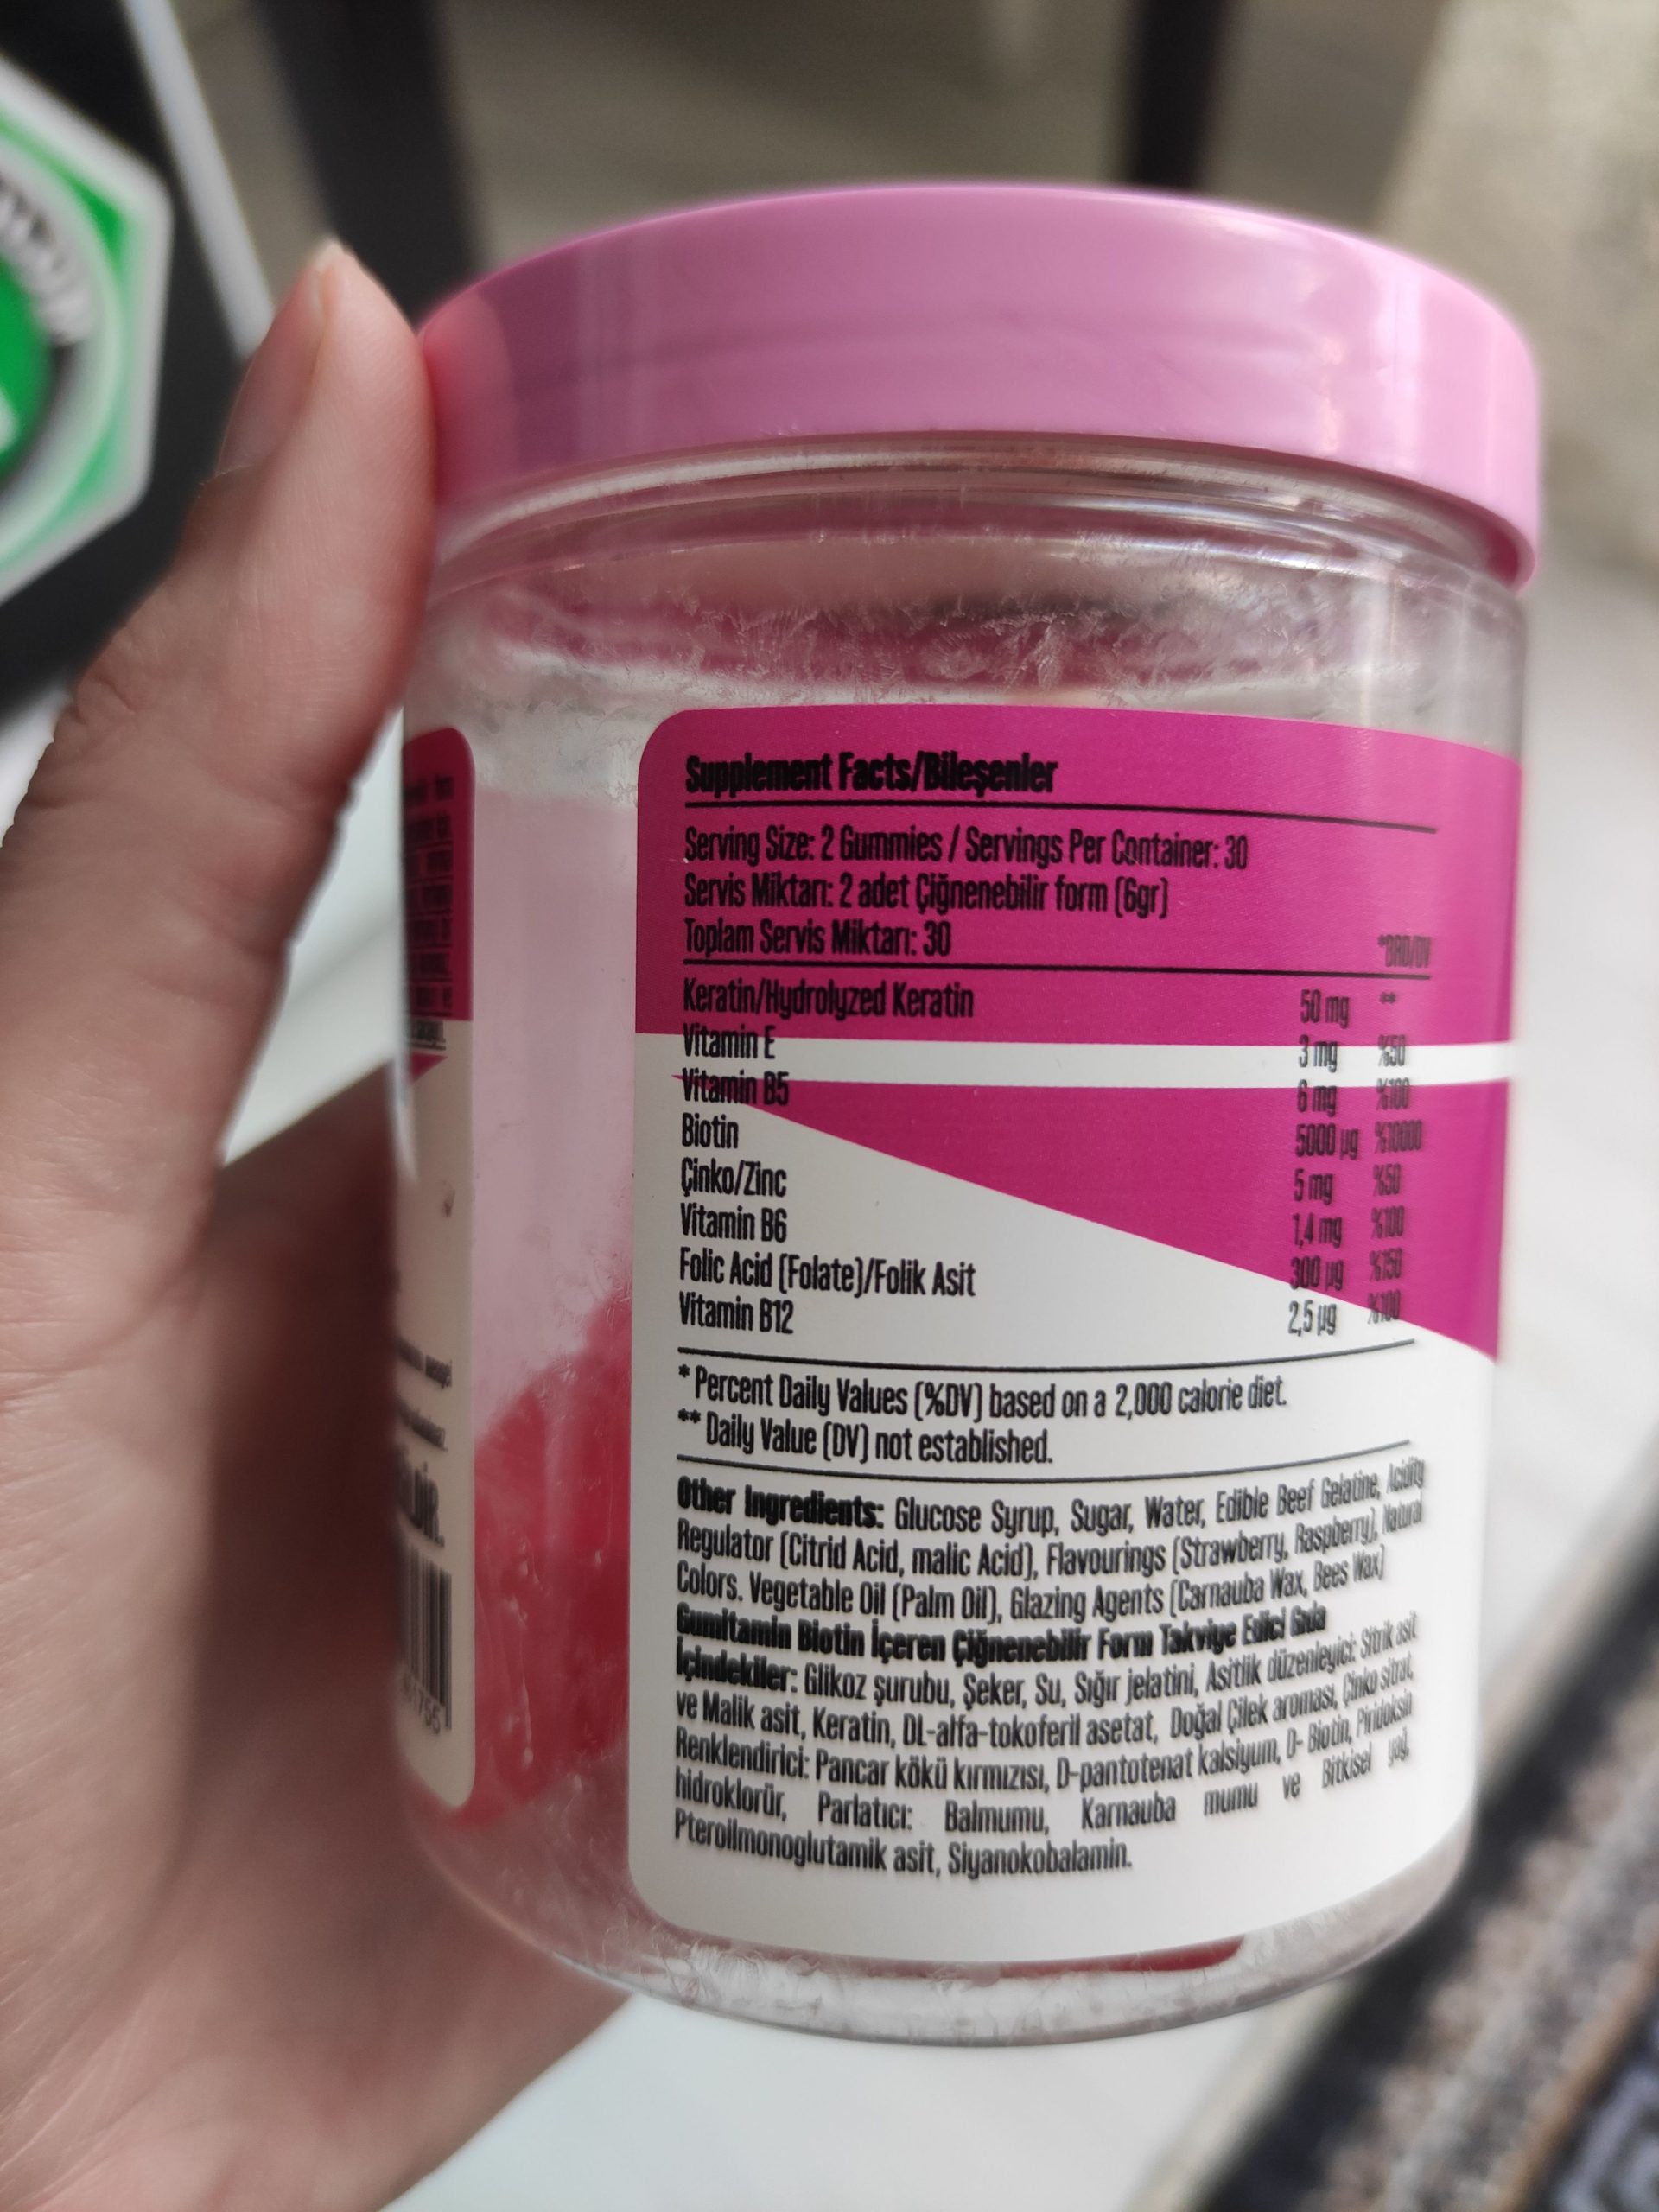 Supplement Facts/Bileşenler
Serving Size: 2 Gummies / Servings Per Container: 30
Servis Miktarı: 2 adet Çiğnenebilir form (6gr)
Toplam Servis Miktarı: 30 *BRD/DV
Keratin/Hydrolyzed Keratin 50 mg **
Vitamin E 3 mg %50
Vitamin B5 6 mg %100
Biotin 5000 µg %10000
Çinko/Zinc 5 mg %50
Vitamin B6 1,4 mg %100
Folic Acid (Folate)/Folik Asit 300 µg %150
Vitamin B12 2,5 µg %100
* Percent Daily Values (%DV) based on a 2,000 calorie diet.
** Daily Value (DV) not established.
Other Ingredients: Glucose Syrup, Sugar, Water, Edible Beef Gelatine, Acidity
Regulator (Citrid Acid, malic Acid), Flavourings (Strawberry, Raspberry), Natural
Colors. Vegetable Oil (Palm Oil), Glazing Agents (Carnauba Wax, Bees Wax)
Gumitamin Biotin İçeren Çiğnenebilir Form Takviye Edici Gıda
İçindekiler: Glikoz şurubu, Şeker, Su, Sığır jelatini, Asitlik düzenleyici: Sitrik asit
ve Malik asit, Keratin, DL-alfa-tokoferil asetat, Doğal Çilek aroması, Çinko sitrat,
Renklendirici: Pancar kökü kırmızısı, D-pantotenat kalsiyum, D- Biotin, Piridoksin
hidroklorür, Parlatıcı: Balmumu, Karnauba mumu ve Bitkisel yağ,
Pteroilmonoglutamik asit, Siyanokobalamin.